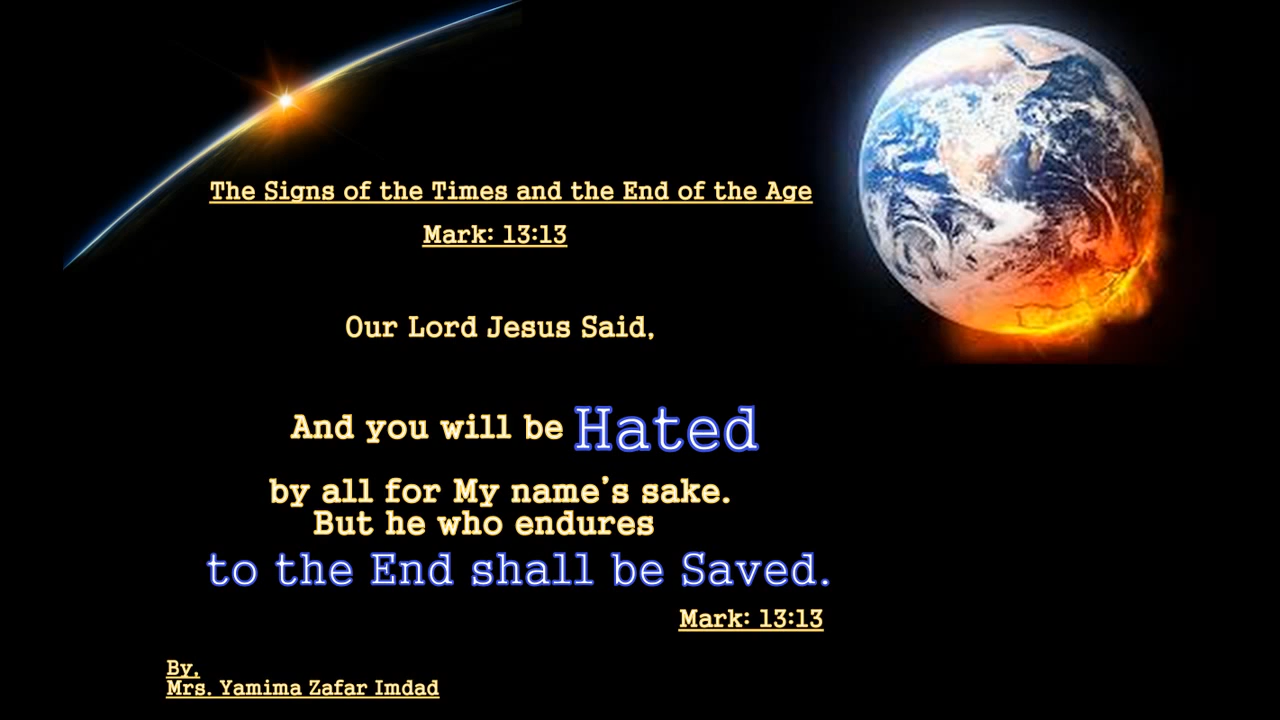 The Signs of the Times and the End of the Age
Mark: 13:13
Our Lord Jesus Said,
And you will be Hated
by all for My name's sake.
But he who endures
to the End shall be Saved.
Mark: 13:13
By,
Mrs. Yamima Zafar Imdad